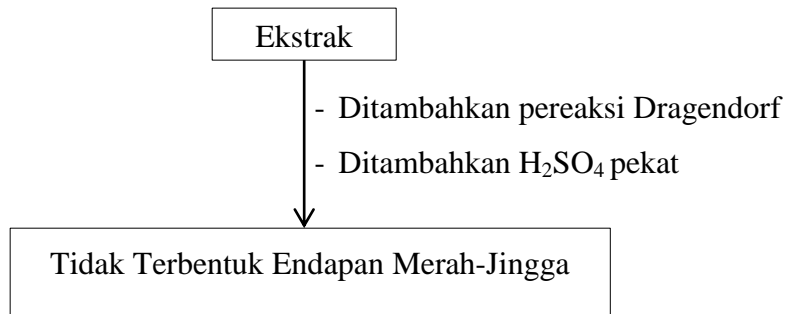 Ekstrak
- Ditambahkan pereaksi Dragendorf
- Ditambahkan H₂SO₄ pekat
Tidak Terbentuk Endapan Merah-Jingga